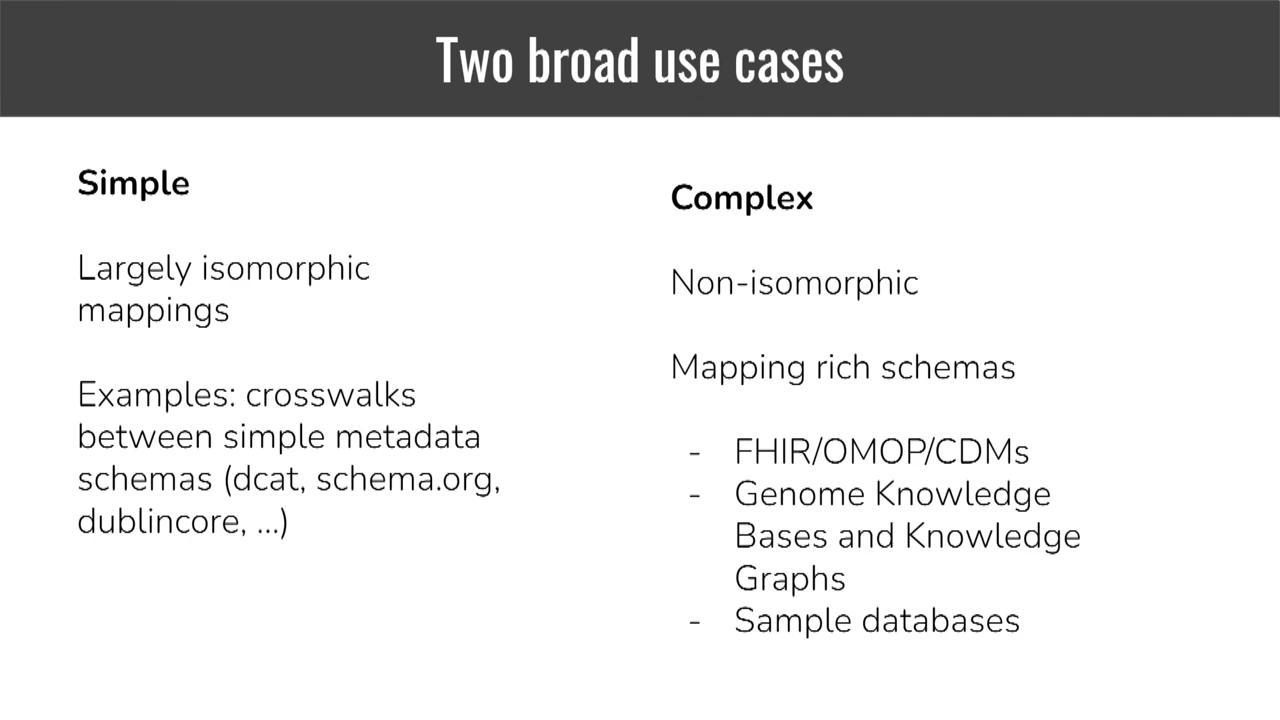 Two broad use cases
Simple
Largely isomorphic
mappings
Examples: crosswalks
between simple metadata
schemas (dcat, schema.org,
dublincore, ...)
Complex
Non-isomorphic
Mapping rich schemas
- FHIR/OMOP/CDMs
- Genome Knowledge
Bases and Knowledge
Graphs
- Sample databases